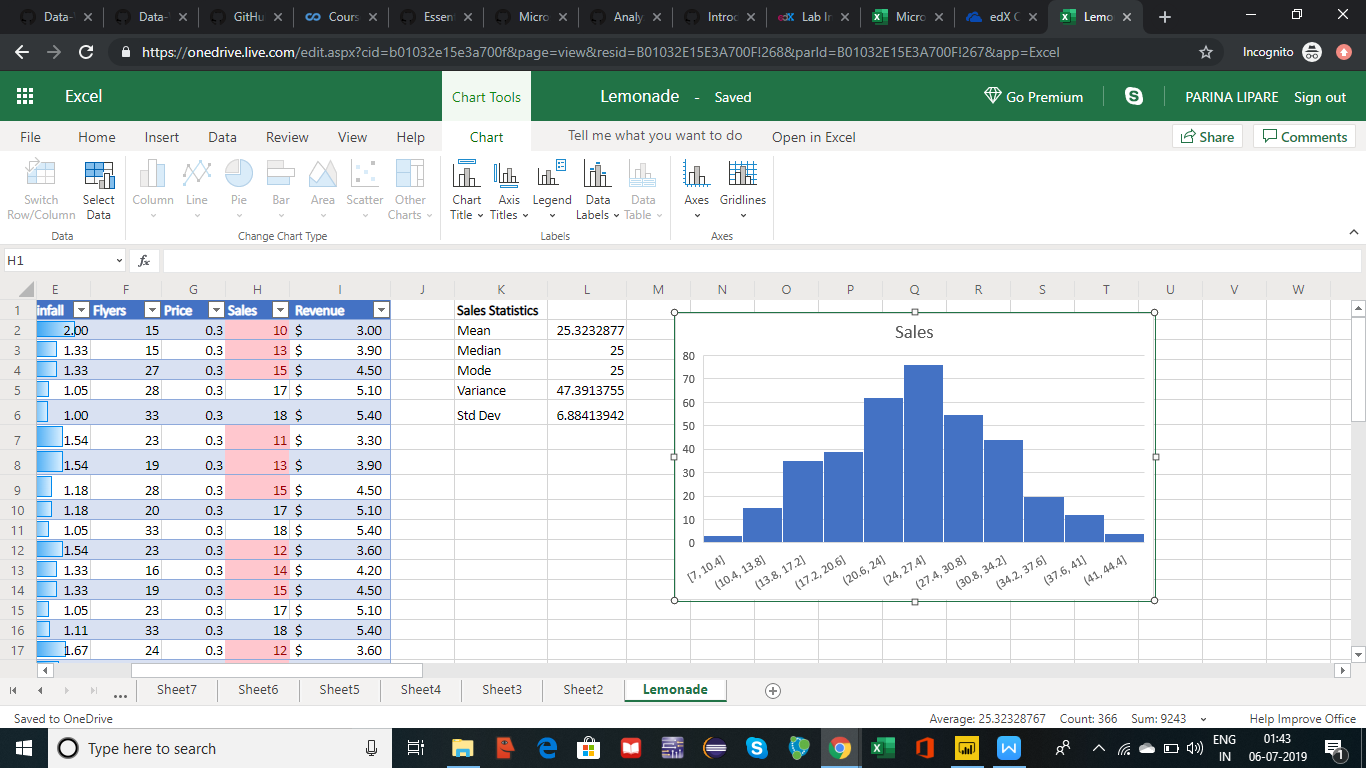 Data- Data- GitHu Cours Essen Micro Analy Introc Lab In Micro edX C Lemo
https://onedrive.live.com/edit.aspx?cid=b01032e15e3a700f&page=view&resid=B01032E15E3A700F!268&parId=B01032E15E3A700F!267&app=Excel Incognito
Excel Chart Tools Lemonade - Saved Go Premium PARINA LIPARE Sign out
File Home Insert Data Review View Help Chart Tell me what you want to do Open in Excel Share Comments
Switch Select Column Line Pie Bar Area Scatter Other Chart Axis Legend Data Data Axes Gridlines
Row/Column Data Charts Title Titles Labels Table
Data Change Chart Type Labels Axes
H1 fx
E F G H I J K L M N O P Q R S T U V W
1 infall Flyers Price Sales Revenue Sales Statistics
2 2.00 15 0.3 10 $ 3.00 Mean 25.3232877
3 1.33 15 0.3 13 $ 3.90 Median 25
4 1.33 27 0.3 15 $ 4.50 Mode 25
5 1.05 28 0.3 17 $ 5.10 Variance 47.3913755
6 1.00 33 0.3 18 $ 5.40 Std Dev 6.88413942
7 1.54 23 0.3 11 $ 3.30
8 1.54 19 0.3 13 $ 3.90
9 1.18 28 0.3 15 $ 4.50
10 1.18 20 0.3 17 $ 5.10
11 1.05 33 0.3 18 $ 5.40
12 1.54 23 0.3 12 $ 3.60
13 1.33 16 0.3 14 $ 4.20
14 1.33 19 0.3 15 $ 4.50
15 1.05 23 0.3 17 $ 5.10
16 1.11 33 0.3 18 $ 5.40
17 1.67 24 0.3 12 $ 3.60
Sales
80
70
60
50
40
30
20
10
0
[7, 10.4] (10.4, 13.8] (13.8, 17.2] (17.2, 20.6] (20.6, 24] (24, 27.4] (27.4, 30.8] (30.8, 34.2] (34.2, 37.6] (37.6, 41] (41, 44.4]
... Sheet7 Sheet6 Sheet5 Sheet4 Sheet3 Sheet2 Lemonade
Saved to OneDrive Average: 25.32328767 Count: 366 Sum: 9243 Help Improve Office
Type here to search ENG 01:43
IN 06-07-2019 1